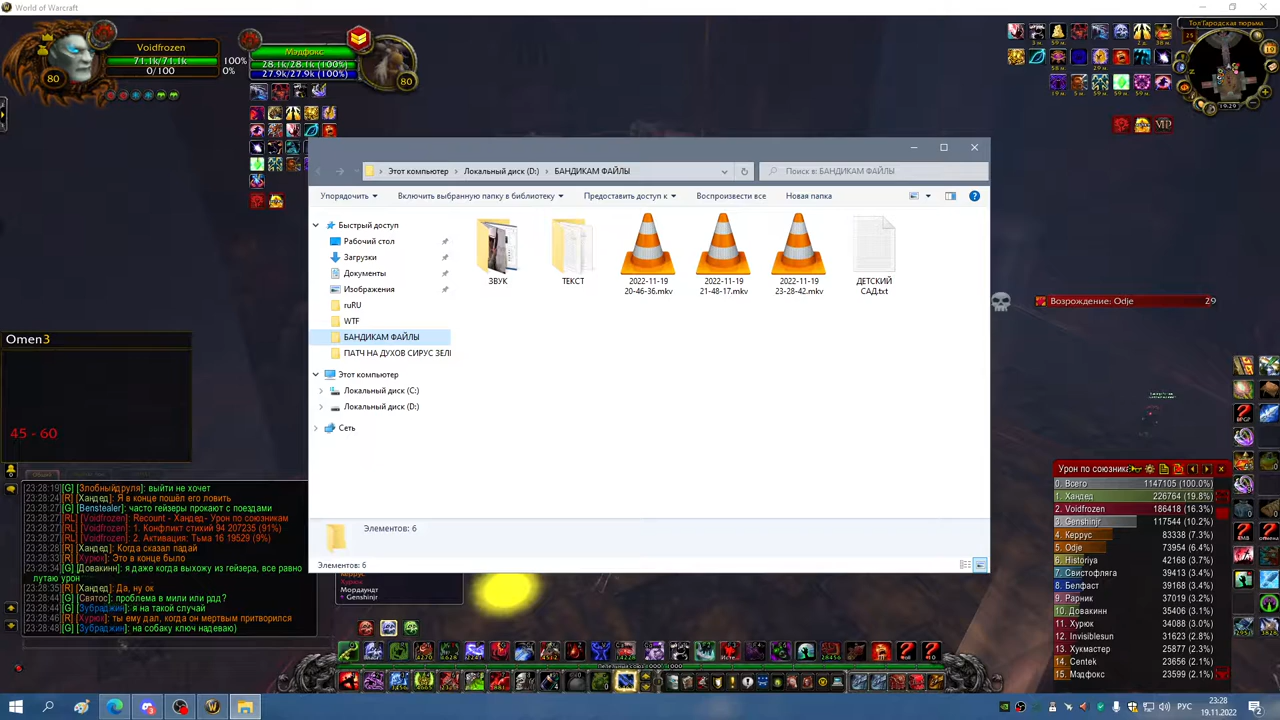 World of Warcraft
Voidfrozen
71.1k/71.1k
100%
0/100
0%
80
Мэдфокс
28.1k/28.1k (100%)
27.9k/27.9k (100%)
80
Тол'Гародская тюрьма
25
19:29
VIP
Этот компьютер
Локальный диск (D:)
БАНДИКАМ ФАЙЛЫ
Поиск в: БАНДИКАМ ФАЙЛЫ
Упорядочить
Включить выбранную папку в библиотеку
Предоставить доступ к
Воспроизвести все
Новая папка
Быстрый доступ
Рабочий стол
Загрузки
Документы
Изображения
ruRU
WTF
БАНДИКАМ ФАЙЛЫ
ПАТЧ НА ДУХОВ СИРУС ЗЕЛ
Этот компьютер
Локальный диск (C:)
Локальный диск (D:)
Сеть
ЗВУК
ТЕКСТ
2022-11-19
20-46-36.mkv
2022-11-19
21-48-17.mkv
2022-11-19
23-28-42.mkv
ДЕТСКИЙ
САД.txt
Элементов: 6
Элементов: 6
Возрождение: Odje
29
Omen3
45 - 60
[23:28:19][G] [Злобныйдруля]: выйти не хочет
[23:28:24][R] [Хандед]: Я в конце пошёл его ловить
[23:28:27][G] [Benstealer]: часто гейзеры прокают с поездами
[23:28:27][RL] [Voidfrozen]: Recount - Хандед - Урон по союзникам
[23:28:27][RL] [Voidfrozen]: 1. Конфликт стихий 94 207235 (91%)
[23:28:27][RL] [Voidfrozen]: 2. Активация: Тьма 16 19529 (9%)
[23:28:28][R] [Хандед]: Когда сказал падай
[23:28:33][R] [Хурюк]: Это в конце было
[23:28:34][G] [Довакинн]: я даже когда выхожу из гейзера, все равно
лутаю урон
[23:28:35][R] [Хандед]: Да, ну ок
[23:28:44][G] [Святос]: проблема в мили или рдд?
[23:28:44][G] [Зубраджин]: я на такой случай
[23:28:46][R] [Хурюк]: ты ему дал, когда он мертвым притворился
[23:28:48][G] [Зубраджин]: на собаку ключ надеваю)
Керрус
Хурюк
Мордаундт
Genshinjr
Урон по союзника
0. Всего 1147105 (100.0%)
1. Хандед 226764 (19.8%)
2. Voidfrozen 186418 (16.3%)
3. Genshinjr 117544 (10.2%)
4. Керрус 83338 (7.3%)
5. Odje 73954 (6.4%)
6. Historiya 42168 (3.7%)
7. Свистофляга 39413 (3.4%)
8. Белфаст 39168 (3.4%)
9. Рарник 37019 (3.2%)
10. Довакинн 35406 (3.1%)
11. Хурюк 34088 (3.0%)
12. Invisiblesun 31623 (2.8%)
13. Хукмастер 25877 (2.3%)
14. Centek 23656 (2.1%)
15. Мэдфокс 23599 (2.1%)
РУС
23:28
19.11.2022